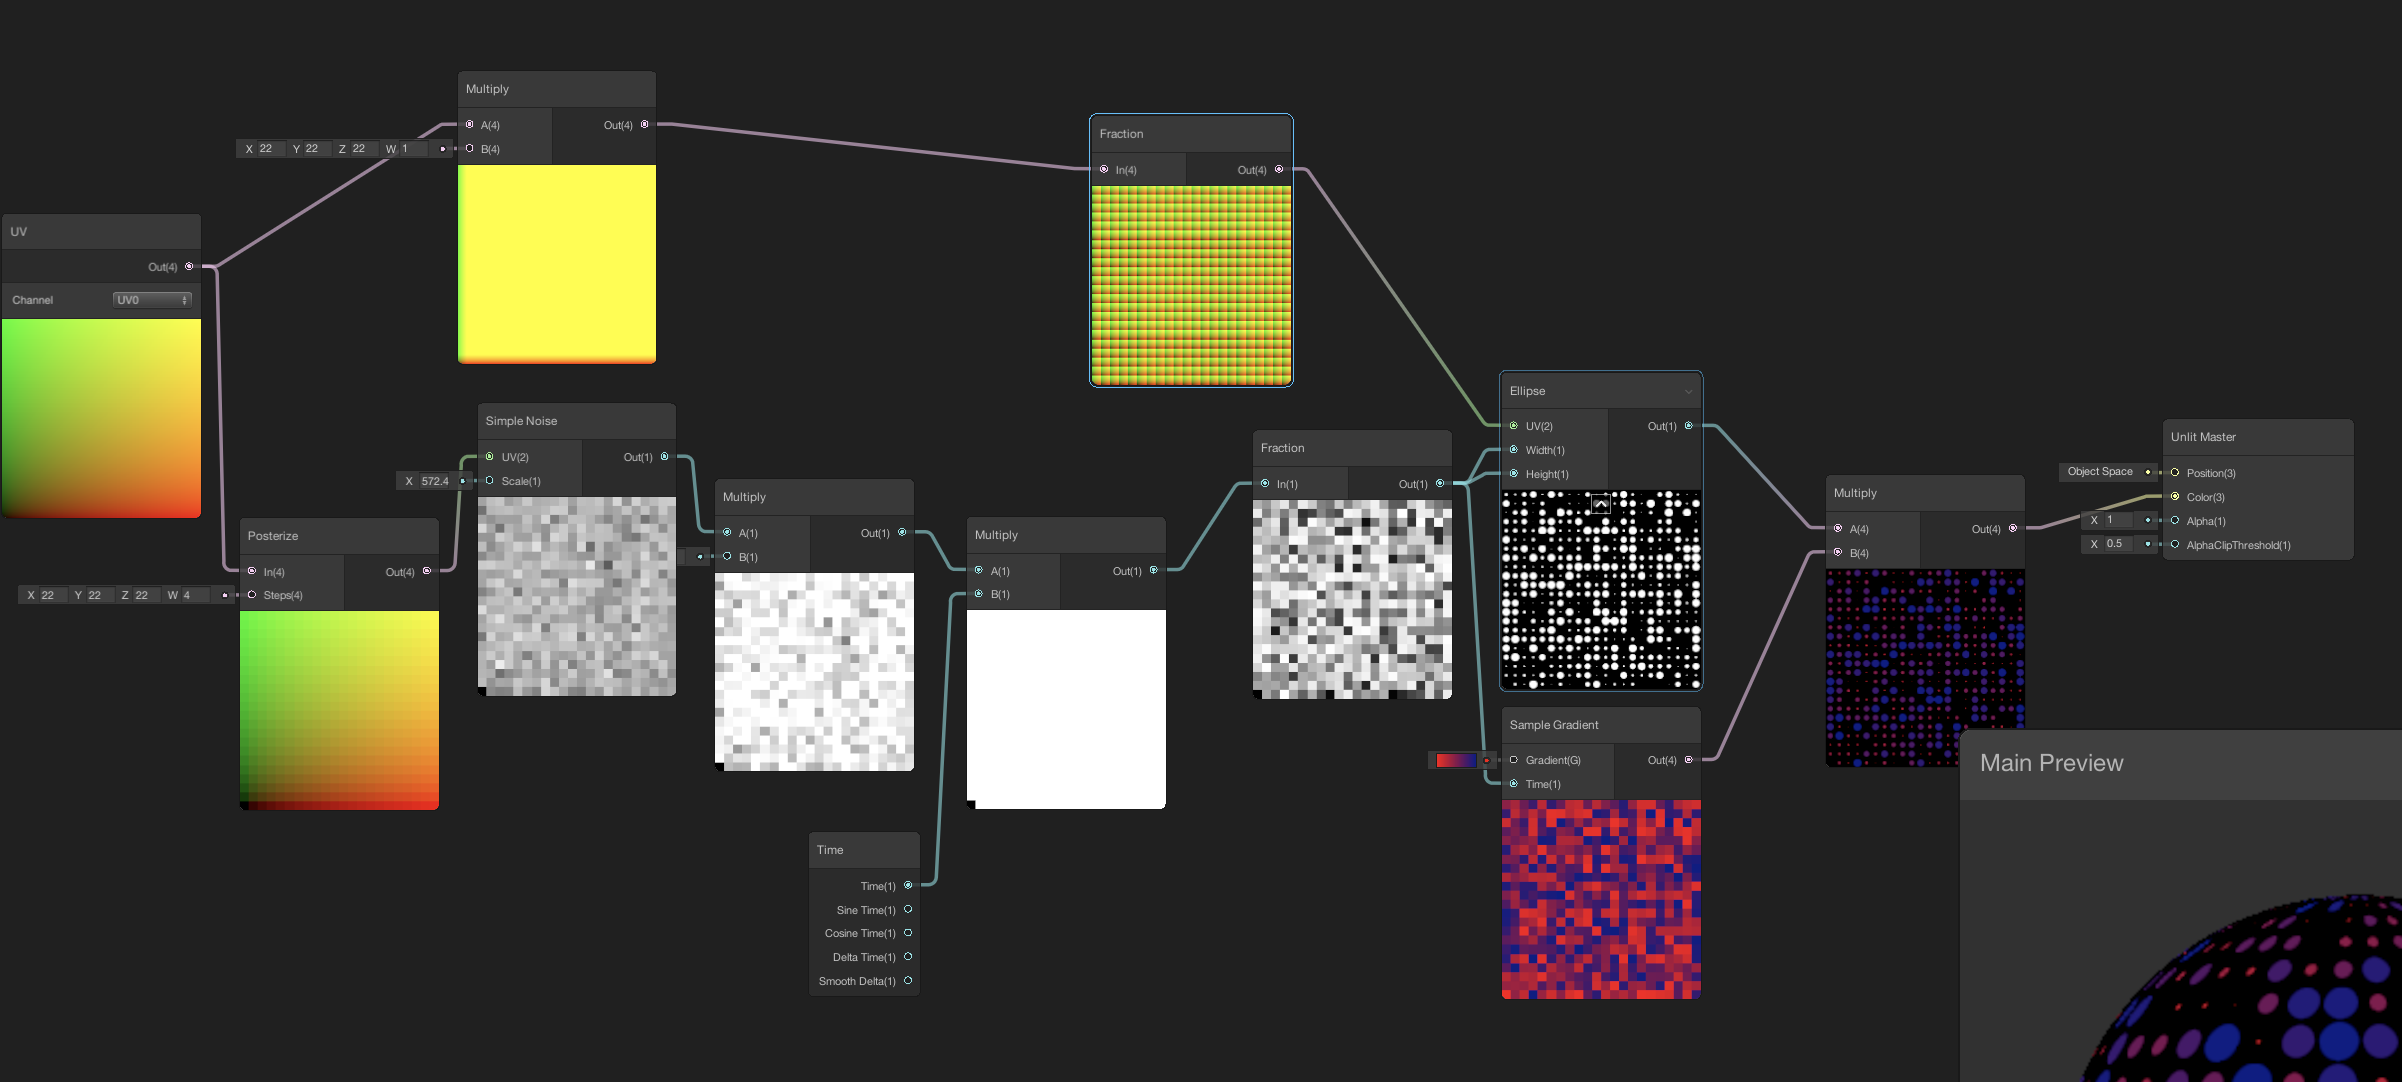 Multiply
A(4) Out(4)
X 22 Y 22 Z 22 W 1 B(4)
Fraction
In(4) Out(4)
UV
Out(4)
Channel UV0
Simple Noise
UV(2) Out(1)
X 572.4 Scale(1)
Posterize
In(4) Out(4)
X 22 Y 22 Z 22 W 4 Steps(4)
Multiply
A(1) Out(1)
B(1)
Multiply
A(1) Out(1)
B(1)
Time
Time(1)
Sine Time(1)
Cosine Time(1)
Delta Time(1)
Smooth Delta(1)
Fraction
In(1) Out(1)
Ellipse
UV(2) Out(1)
Width(1)
Height(1)
Sample Gradient
Gradient(G) Out(4)
Time(1)
Multiply
A(4) Out(4)
B(4)
Unlit Master
Object Space Position(3)
Color(3)
X 1 Alpha(1)
X 0.5 AlphaClipThreshold(1)
Main Preview